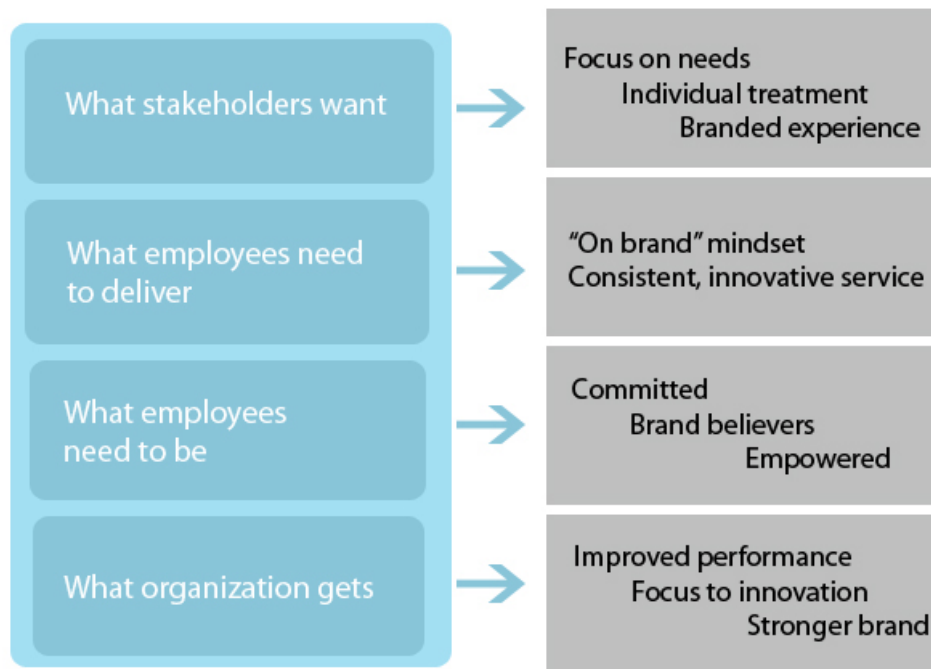 What stakeholders want
Focus on needs
Individual treatment
Branded experience
What employees need
to deliver
“On brand” mindset
Consistent, innovative service
What employees
need to be
Committed
Brand believers
Empowered
What organization gets
Improved performance
Focus to innovation
Stronger brand